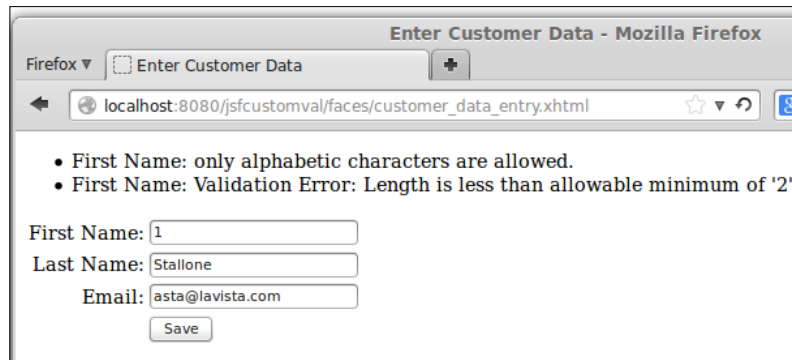 Enter Customer Data - Mozilla Firefox
Firefox ▼ Enter Customer Data
localhost:8080/jsfcustomval/faces/customer_data_entry.xhtml
• First Name: only alphabetic characters are allowed.
• First Name: Validation Error: Length is less than allowable minimum of '2'
First Name: 1
Last Name: Stallone
Email: asta@lavista.com
Save